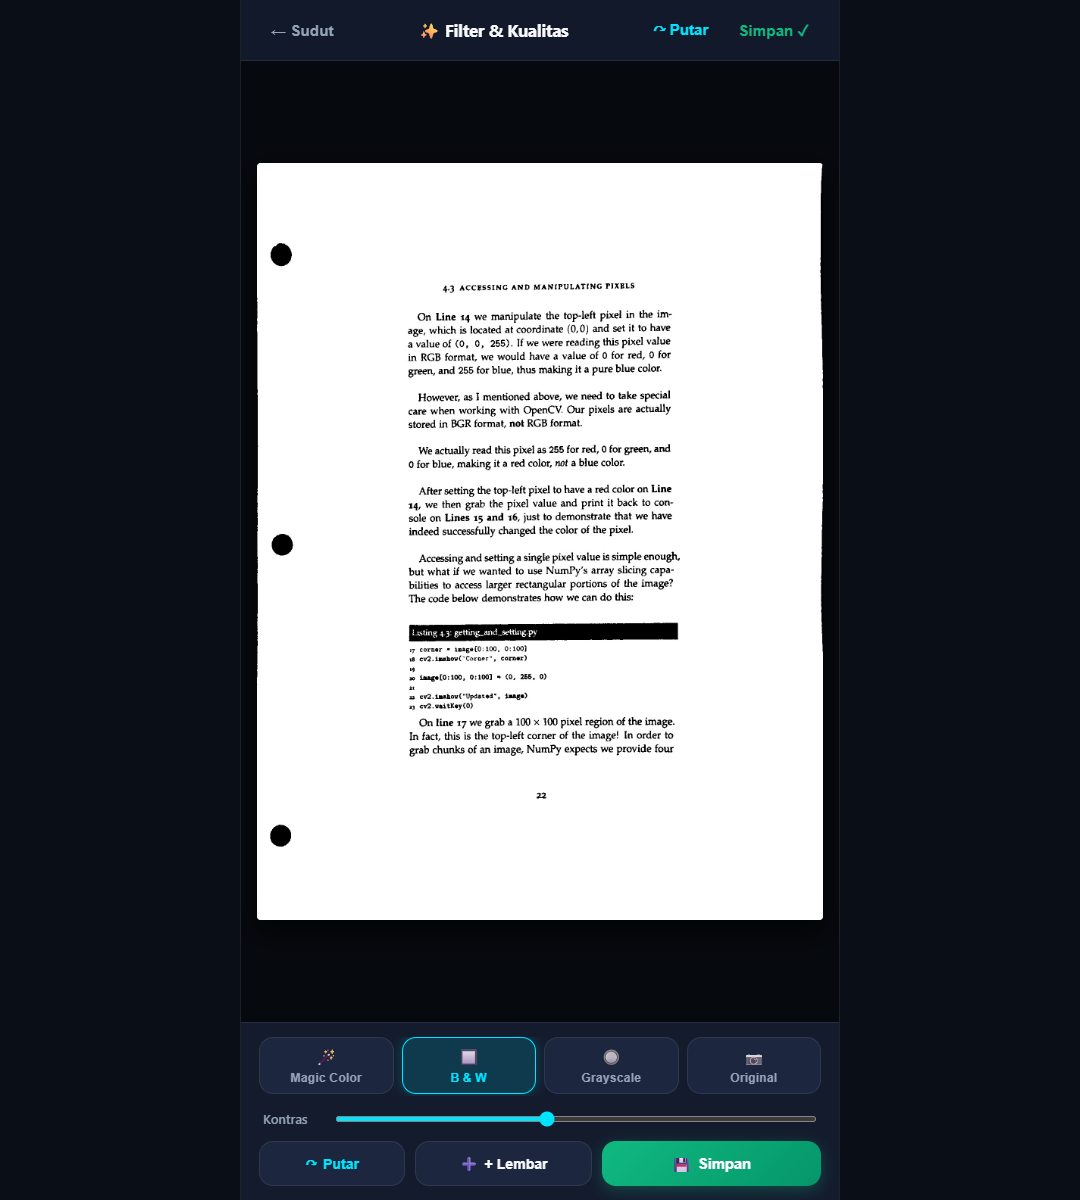 ← Sudut
✨ Filter & Kualitas
↷ Putar
Simpan ✓
4.3 ACCESSING AND MANIPULATING PIXELS
On Line 14 we manipulate the top-left pixel in the im-
age, which is located at coordinate (0,0) and set it to have
a value of (0, 0, 255). If we were reading this pixel value
in RGB format, we would have a value of 0 for red, 0 for
green, and 255 for blue, thus making it a pure blue color.
However, as I mentioned above, we need to take special
care when working with OpenCV. Our pixels are actually
stored in BGR format, not RGB format.
We actually read this pixel as 255 for red, 0 for green, and
0 for blue, making it a red color, not a blue color.
After setting the top-left pixel to have a red color on Line
14, we then grab the pixel value and print it back to con-
sole on Lines 15 and 16, just to demonstrate that we have
indeed successfully changed the color of the pixel.
Accessing and setting a single pixel value is simple enough,
but what if we wanted to use NumPy's array slicing capa-
bilities to access larger rectangular portions of the image?
The code below demonstrates how we can do this:
Listing 4.3: getting_and_setting.py
17 corner = image[0:100, 0:100]
18 cv2.imshow("Corner", corner)
19
20 image[0:100, 0:100] = (0, 255, 0)
21
22 cv2.imshow("Updated", image)
23 cv2.waitKey(0)
On line 17 we grab a 100 × 100 pixel region of the image.
In fact, this is the top-left corner of the image! In order to
grab chunks of an image, NumPy expects we provide four
22
Magic Color
B & W
Grayscale
Original
Kontras
↷ Putar
➕ + Lembar
💾 Simpan